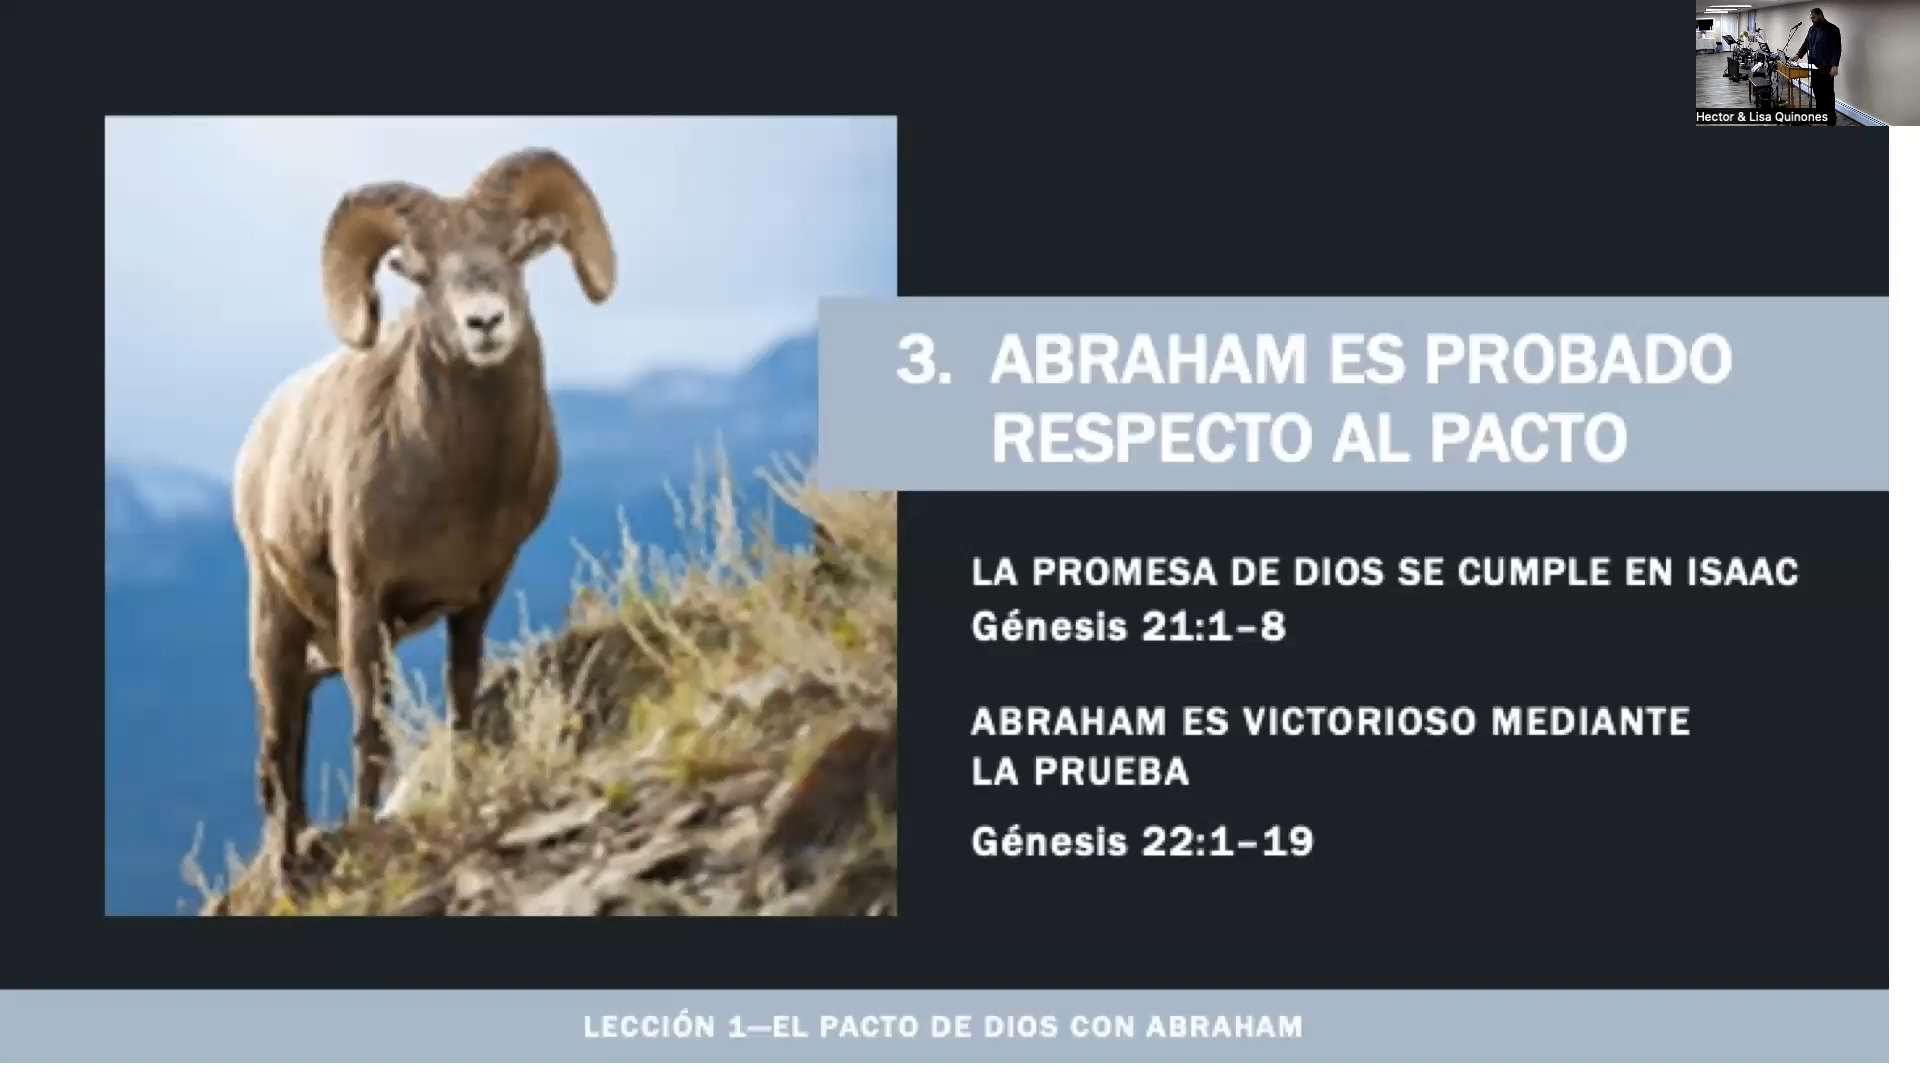 Hector & Lisa Quinones
3. ABRAHAM ES PROBADO
RESPECTO AL PACTO
LA PROMESA DE DIOS SE CUMPLE EN ISAAC
Génesis 21:1–8
ABRAHAM ES VICTORIOSO MEDIANTE
LA PRUEBA
Génesis 22:1–19
LECCIÓN 1—EL PACTO DE DIOS CON ABRAHAM